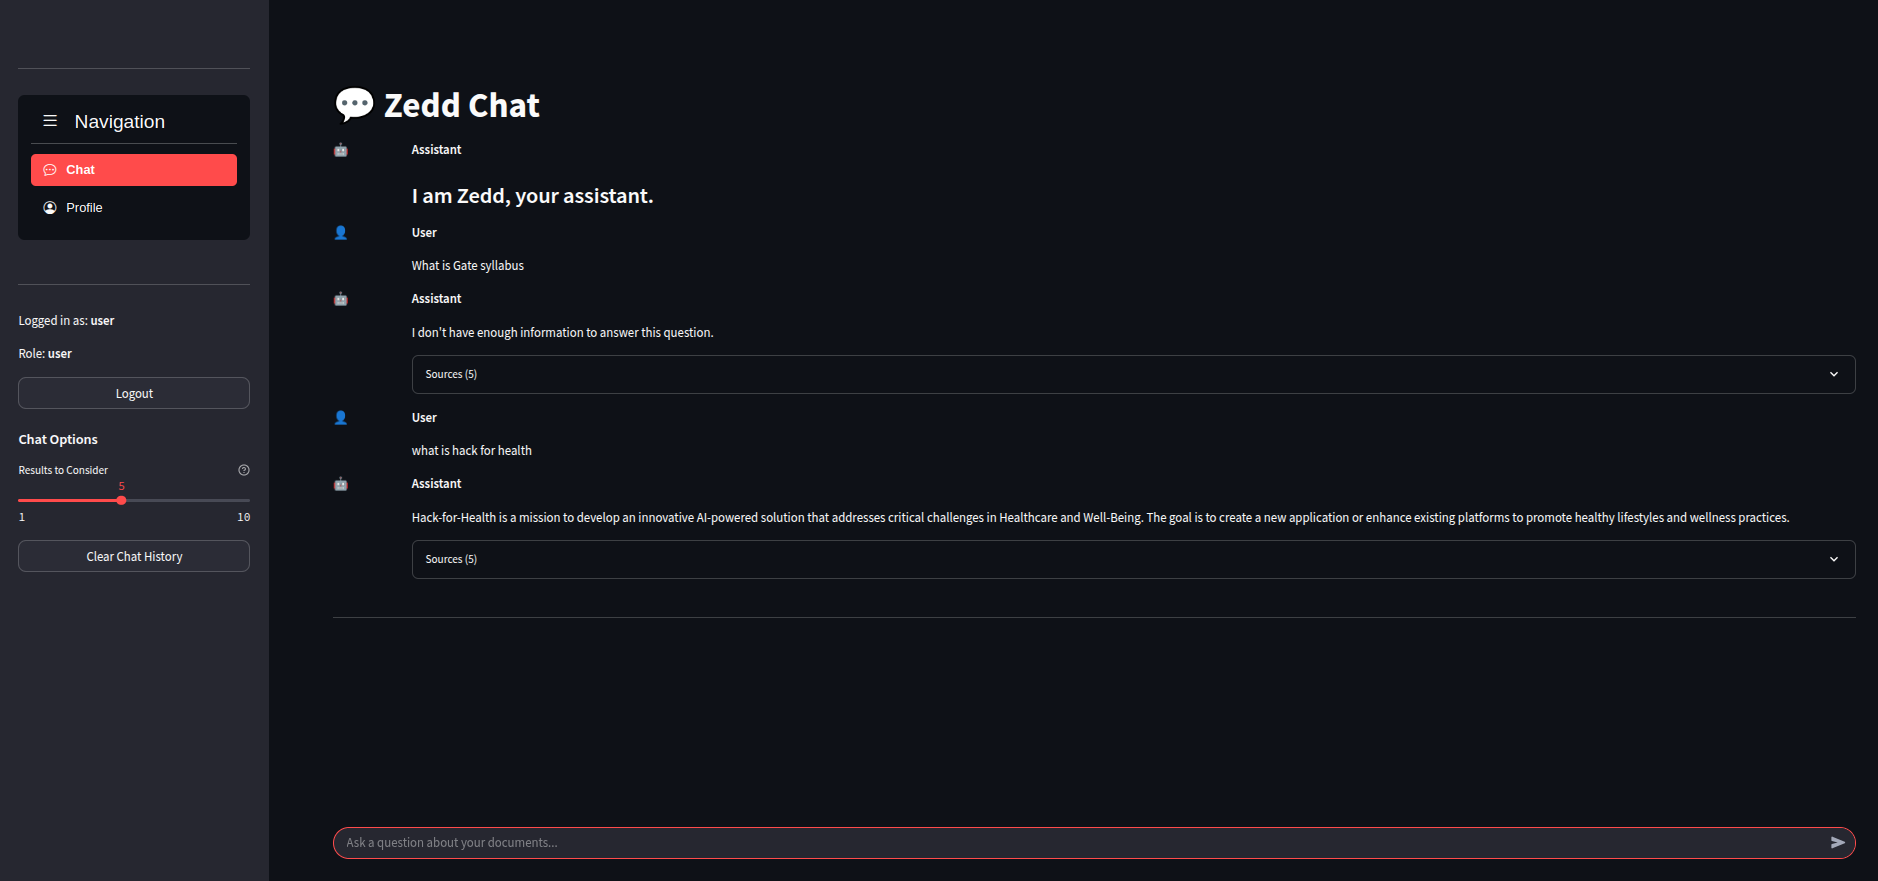 Navigation
Chat
Profile
Logged in as: user
Role: user
Logout
Chat Options
Results to Consider
5
1 10
Clear Chat History
Zedd Chat
Assistant
I am Zedd, your assistant.
User
What is Gate syllabus
Assistant
I don't have enough information to answer this question.
Sources (5)
User
what is hack for health
Assistant
Hack-for-Health is a mission to develop an innovative AI-powered solution that addresses critical challenges in Healthcare and Well-Being. The goal is to create a new application or enhance existing platforms to promote healthy lifestyles and wellness practices.
Sources (5)
Ask a question about your documents...